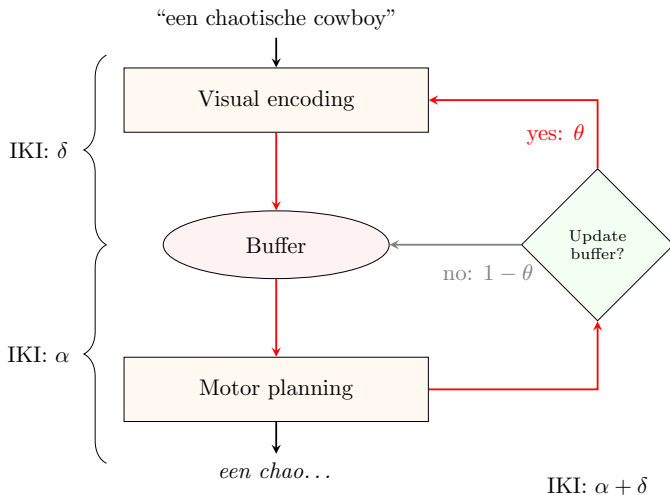 “een chaotische cowboy”
Visual encoding
yes: θ
IKI: δ
Buffer
Update
buffer?
no: 1 − θ
IKI: α
Motor planning
een chao...
IKI: α + δ